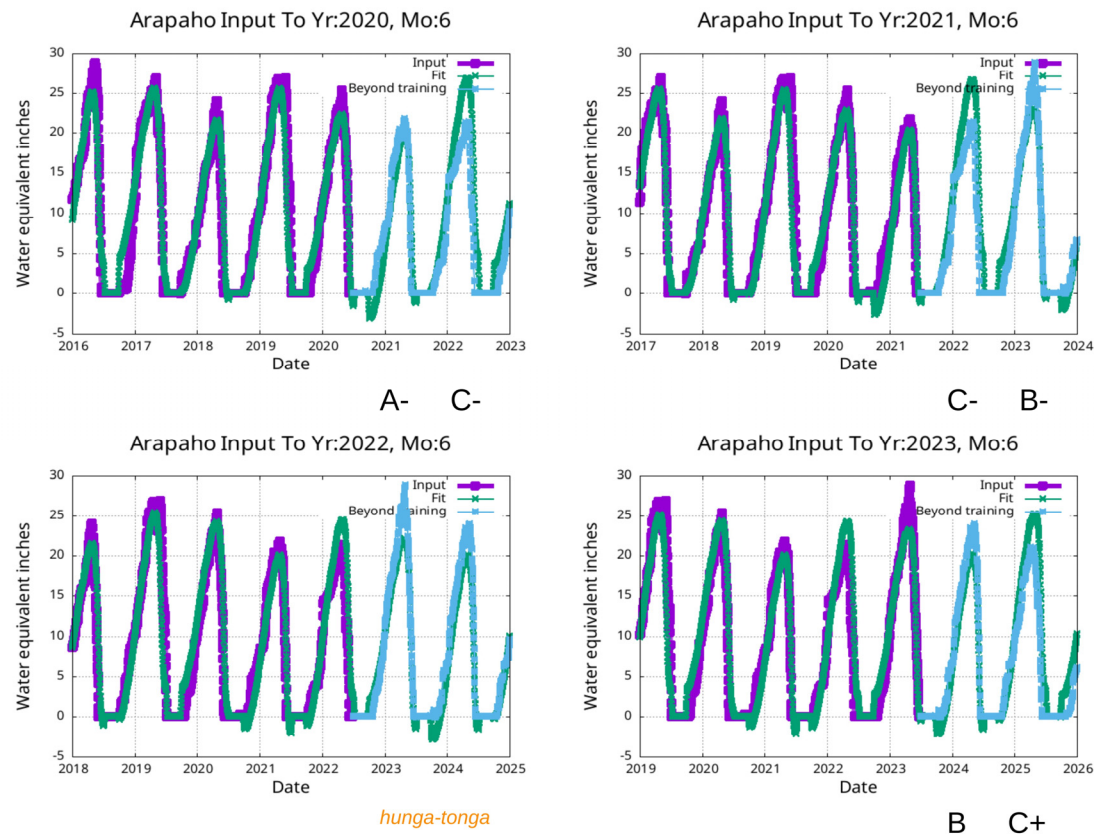 Arapaho Input To Yr:2020, Mo:6
Water equivalent inches
30
25
20
15
10
5
0
-5
Input
Fit
Beyond training
2016 2017 2018 2019 2020 2021 2022 2023
Date
A- C-
Arapaho Input To Yr:2021, Mo:6
Water equivalent inches
30
25
20
15
10
5
0
-5
Input
Fit
Beyond training
2017 2018 2019 2020 2021 2022 2023 2024
Date
C- B-
Arapaho Input To Yr:2022, Mo:6
Water equivalent inches
30
25
20
15
10
5
0
-5
Input
Fit
Beyond training
2018 2019 2020 2021 2022 2023 2024 2025
Date
hunga-tonga
Arapaho Input To Yr:2023, Mo:6
Water equivalent inches
30
25
20
15
10
5
0
-5
Input
Fit
Beyond training
2019 2020 2021 2022 2023 2024 2025 2026
Date
B C+